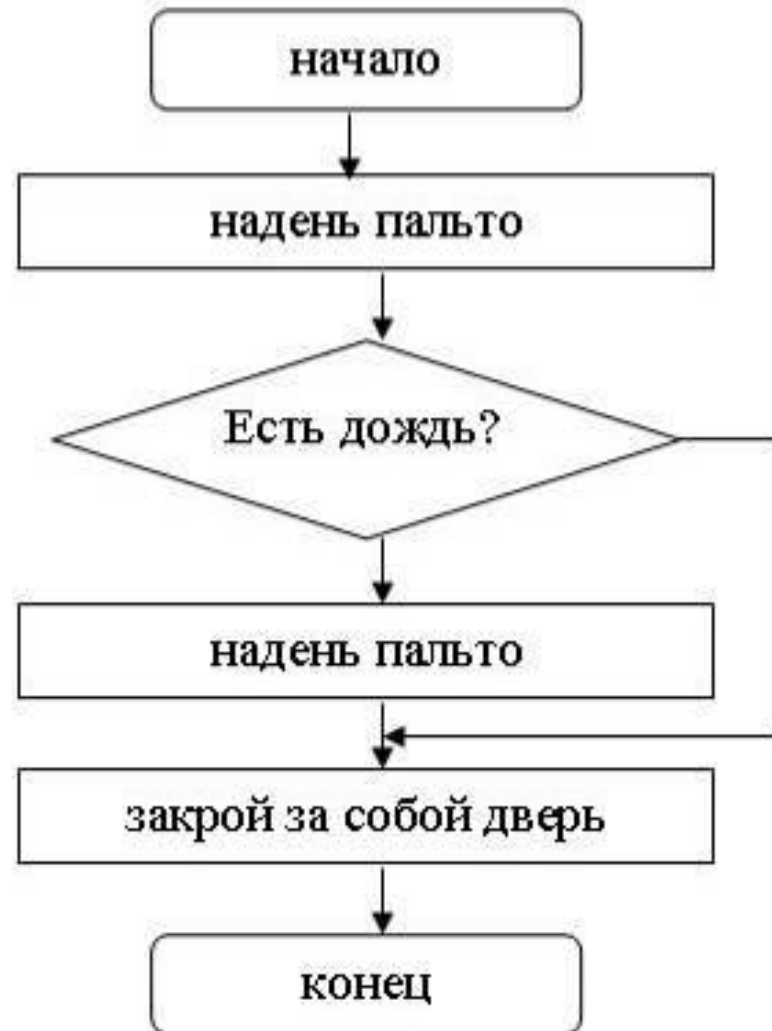 начало
надень пальто
Есть дождь?
надень пальто
закрой за собой дверь
конец